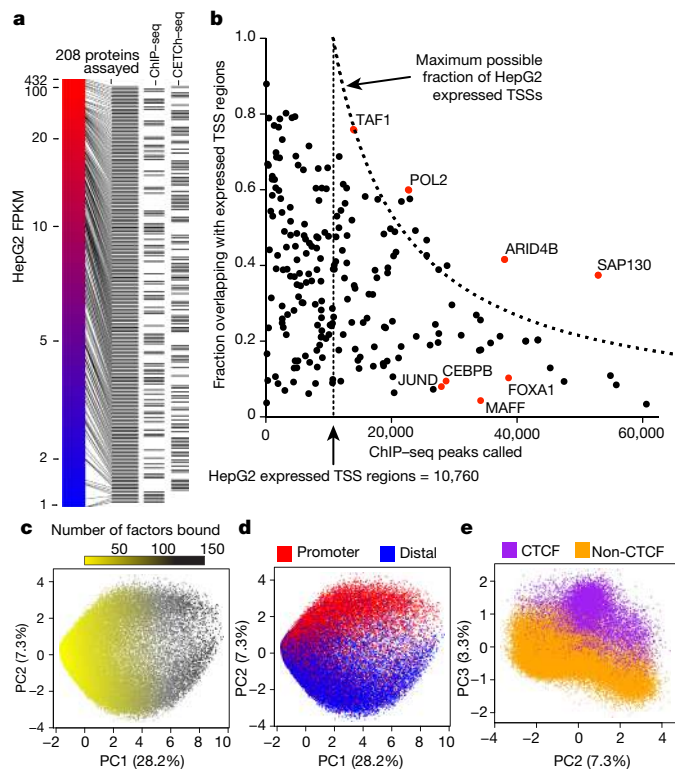 a
208 proteins
assayed
ChIP–seq
CETCh–seq
432
100
20
10
5
2
1
HepG2 FPKM
b
1.0
0.8
0.6
0.4
0.2
0
Fraction overlapping with expressed TSS regions
Maximum possible
fraction of HepG2
expressed TSSs
TAF1
POL2
ARID4B
SAP130
JUND
CEBPB
FOXA1
MAFF
0
20,000
40,000
60,000
ChIP–seq peaks called
HepG2 expressed TSS regions = 10,760
c
Number of factors bound
50 100 150
4
2
0
−2
−4
PC2 (7.3%)
−2 0 2 4 6 8 10
PC1 (28.2%)
d
Promoter
Distal
4
2
0
−2
−4
PC2 (7.3%)
−2 0 2 4 6 8 10
PC1 (28.2%)
e
CTCF
Non-CTCF
2
1
0
−1
−2
PC3 (3.3%)
−4 −2 0 2 4
PC2 (7.3%)